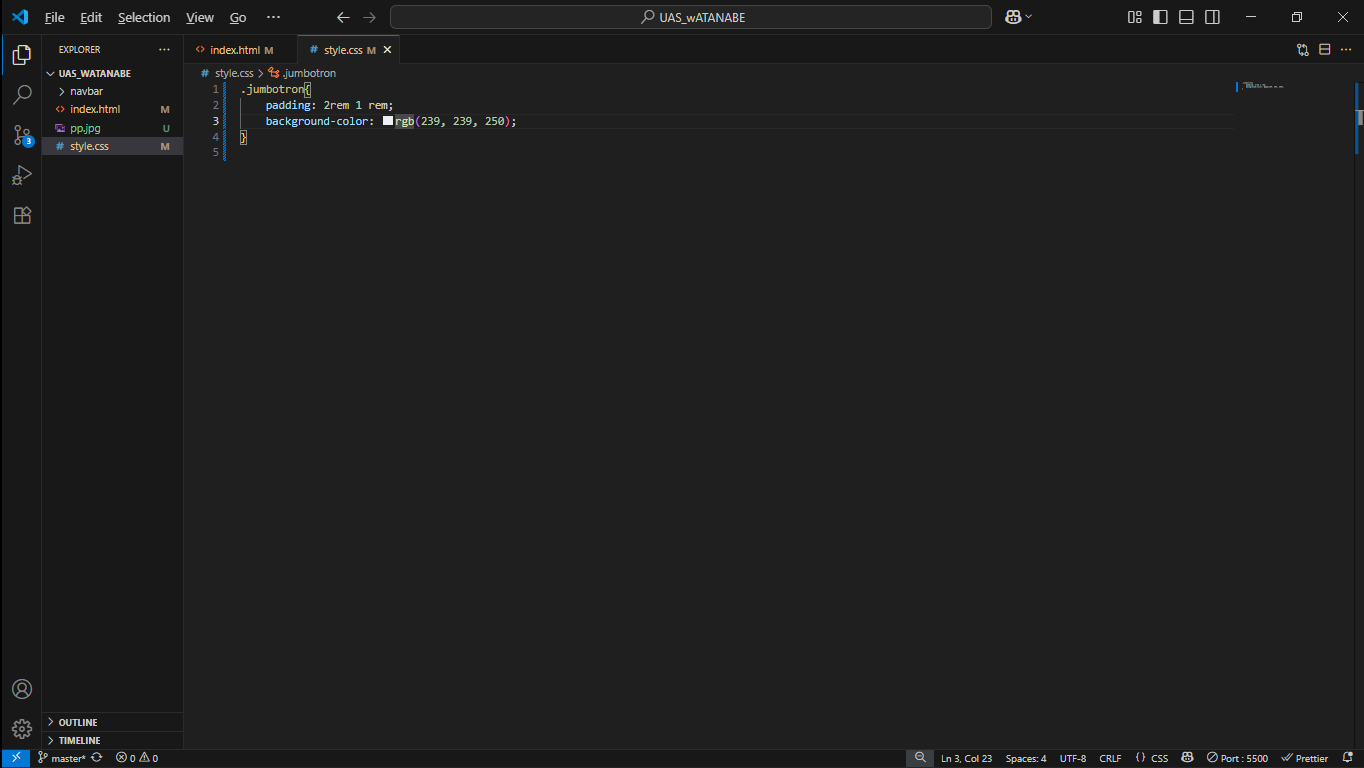 File Edit Selection View Go ··· UAS_wATANABE
EXPLORER ···
index.html M
# style.css M
UAS_WATANABE
# style.css > .jumbotron
navbar
<> index.html M
pp.jpg U
# style.css M
3
1 .jumbotron{
2 padding: 2rem 1 rem;
3 background-color: rgb(239, 239, 250);
4 }
5
OUTLINE
TIMELINE
master* 0 0 Ln 3, Col 23 Spaces: 4 UTF-8 CRLF {} CSS Port : 5500 Prettier